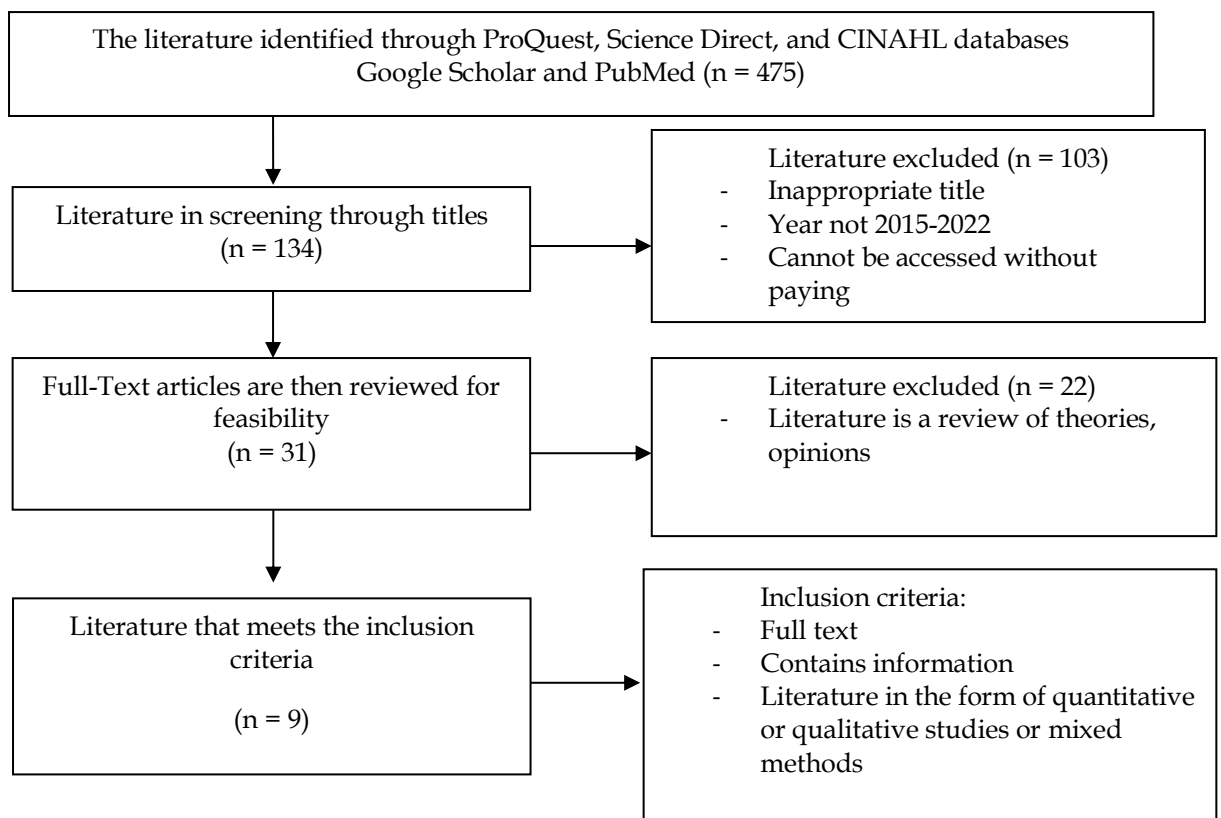 The literature identified through ProQuest, Science Direct, and CINAHL databases
Google Scholar and PubMed (n = 475)
Literature in screening through titles
(n = 134)
Literature excluded (n = 103)
- Inappropriate title
- Year not 2015-2022
- Cannot be accessed without
paying
Full-Text articles are then reviewed for
feasibility
(n = 31)
Literature excluded (n = 22)
- Literature is a review of theories,
opinions
Literature that meets the inclusion
criteria
(n = 9)
Inclusion criteria:
- Full text
- Contains information
- Literature in the form of quantitative
or qualitative studies or mixed
methods